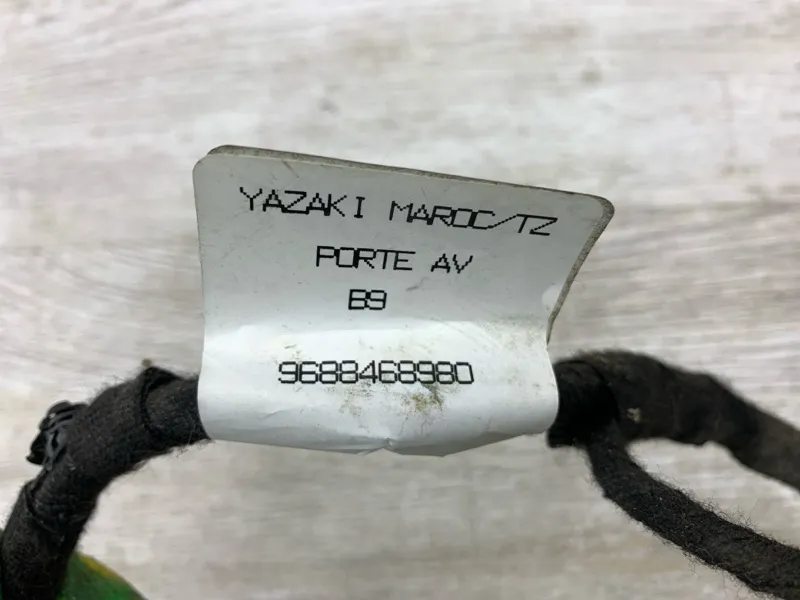 YAZAKI MAROC/TZ
PORTE AV
B9
9688468980